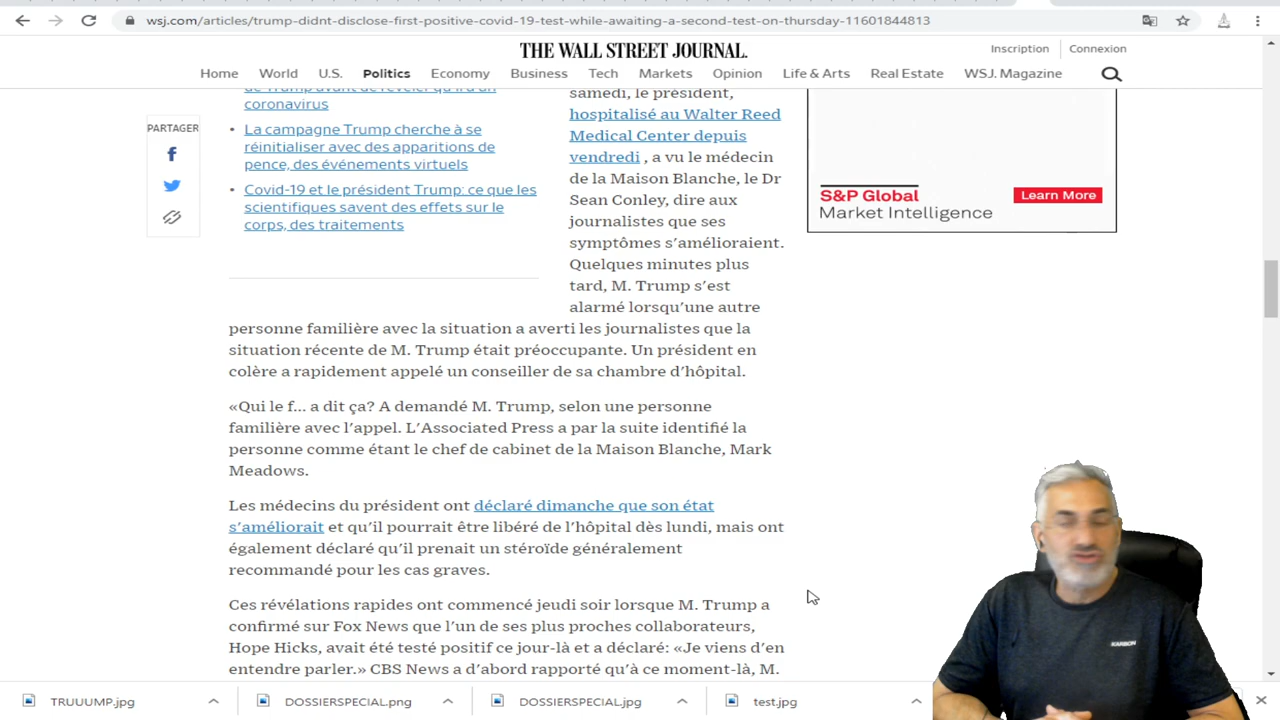 wsj.com/articles/trump-didnt-disclose-first-positive-covid-19-test-while-awaiting-a-second-test-on-thursday-11601844813
THE WALL STREET JOURNAL.
Inscription
Connexion
Home World U.S. Politics Economy Business Tech Markets Opinion Life & Arts Real Estate WSJ. Magazine
PARTAGER
de Trump avant de révéler qu'il a un
coronavirus
• La campagne Trump cherche à se
réinitialiser avec des apparitions de
pence, des événements virtuels
• Covid-19 et le président Trump: ce que les
scientifiques savent des effets sur le
corps, des traitements
samedi, le président,
hospitalisé au Walter Reed
Medical Center depuis
vendredi , a vu le médecin
de la Maison Blanche, le Dr
Sean Conley, dire aux
journalistes que ses
symptômes s'amélioraient.
Quelques minutes plus
tard, M. Trump s'est
alarmé lorsqu'une autre
personne familière avec la situation a averti les journalistes que la
situation récente de M. Trump était préoccupante. Un président en
colère a rapidement appelé un conseiller de sa chambre d'hôpital.
«Qui le f... a dit ça? A demandé M. Trump, selon une personne
familière avec l'appel. L'Associated Press a par la suite identifié la
personne comme étant le chef de cabinet de la Maison Blanche, Mark
Meadows.
Les médecins du président ont déclaré dimanche que son état
s'améliorait et qu'il pourrait être libéré de l'hôpital dès lundi, mais ont
également déclaré qu'il prenait un stéroïde généralement
recommandé pour les cas graves.
Ces révélations rapides ont commencé jeudi soir lorsque M. Trump a
confirmé sur Fox News que l'un de ses plus proches collaborateurs,
Hope Hicks, avait été testé positif ce jour-là et a déclaré: «Je viens d'en
entendre parler.» CBS News a d'abord rapporté qu'à ce moment-là, M.
S&P Global
Market Intelligence
Learn More
KARBON
TRUUUMP.jpg
DOSSIERSPECIAL.png
DOSSIERSPECIAL.jpg
test.jpg